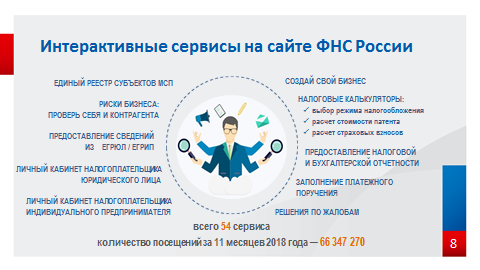 Интерактивные сервисы на сайте ФНС России
ЕДИНЫЙ РЕЕСТР СУБЪЕКТОВ МСП
РИСКИ БИЗНЕСА:
ПРОВЕРЬ СЕБЯ И КОНТРАГЕНТА
ПРЕДОСТАВЛЕНИЕ СВЕДЕНИЙ
ИЗ ЕГРЮЛ / ЕГРИП
ЛИЧНЫЙ КАБИНЕТ НАЛОГОПЛАТЕЛЬЩИКА
ЮРИДИЧЕСКОГО ЛИЦА
ЛИЧНЫЙ КАБИНЕТ НАЛОГОПЛАТЕЛЬЩИКА
ИНДИВИДУАЛЬНОГО ПРЕДПРИНИМАТЕЛЯ
СОЗДАЙ СВОЙ БИЗНЕС
НАЛОГОВЫЕ КАЛЬКУЛЯТОРЫ:
✓ выбор режима налогообложения
✓ расчет стоимости патента
✓ расчет страховых взносов
ПРЕДОСТАВЛЕНИЕ НАЛОГОВОЙ
И БУХГАЛТЕРСКОЙ ОТЧЕТНОСТИ
ЗАПОЛНЕНИЕ ПЛАТЕЖНОГО
ПОРУЧЕНИЯ
РЕШЕНИЯ ПО ЖАЛОБАМ
всего 54 сервиса
количество посещений за 11 месяцев 2018 года — 66 347 270
8